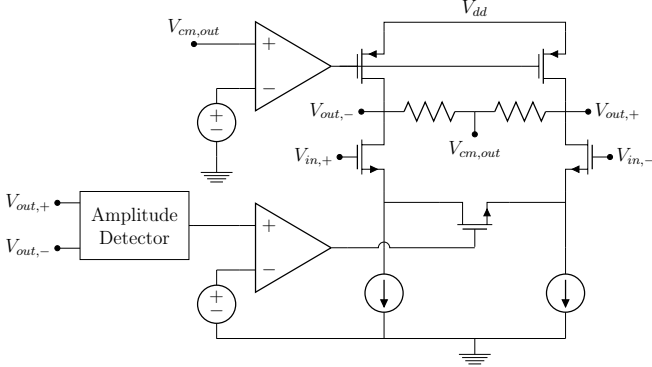 V_{dd}
V_{cm,out}
+
−
+
−
V_{out,−}
V_{out,+}
V_{cm,out}
V_{in,+}
V_{in,−}
V_{out,+}
V_{out,−}
Amplitude
Detector
+
−
+
−